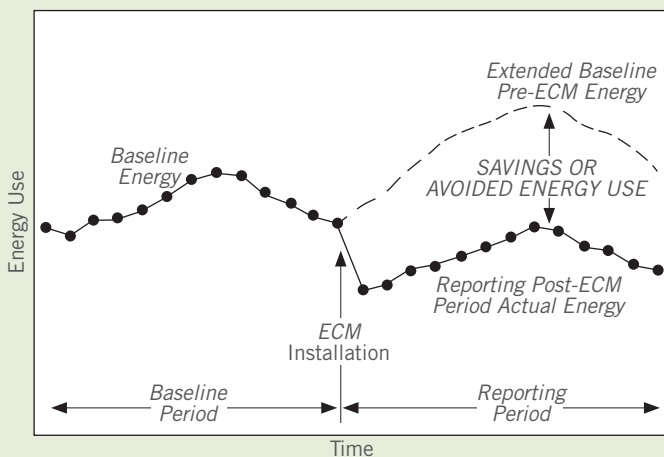 Extended Baseline
Pre-ECM Energy
Baseline
Energy
SAVINGS OR
AVOIDED ENERGY USE
Energy Use
Reporting Post-ECM
Period Actual Energy
ECM
Installation
Baseline
Period
Reporting
Period
Time